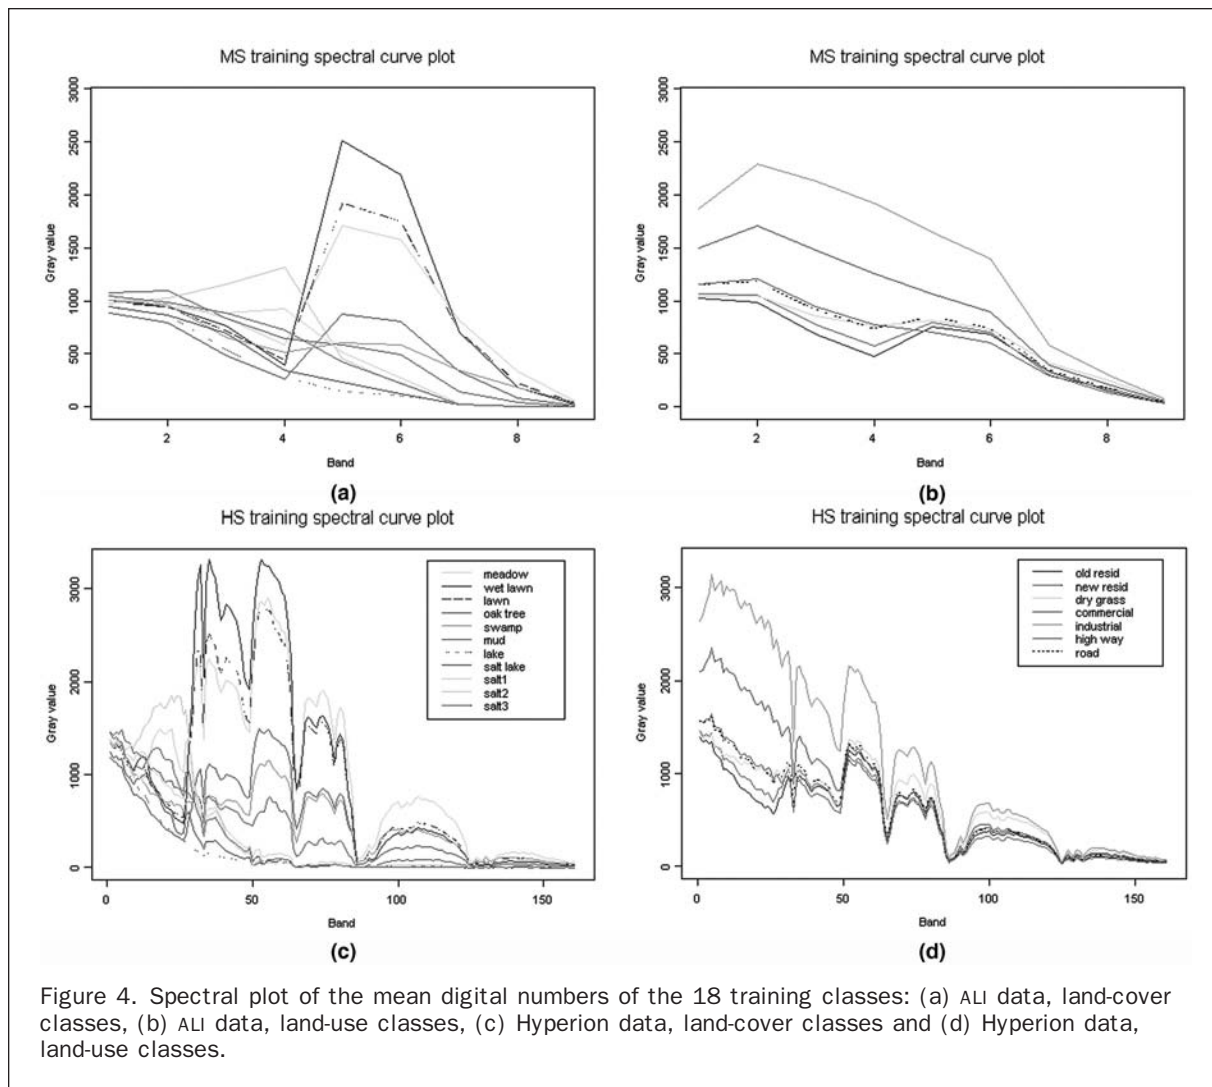 MS training spectral curve plot
3000
2500
2000
1500
1000
500
0
Gray value
2 4 6 8
Band
(a)
MS training spectral curve plot
3000
2500
2000
1500
1000
500
0
Gray value
2 4 6 8
Band
(b)
HS training spectral curve plot
3000
2000
1000
0
Gray value
meadow
wet lawn
lawn
oak tree
swamp
mud
lake
salt lake
salt1
salt2
salt3
0 50 100 150
Band
(c)
HS training spectral curve plot
3000
2000
1000
0
Gray value
old resid
new resid
dry grass
commercial
industrial
high way
road
0 50 100 150
Band
(d)
Figure 4. Spectral plot of the mean digital numbers of the 18 training classes: (a) ALI data, land-cover
classes, (b) ALI data, land-use classes, (c) Hyperion data, land-cover classes and (d) Hyperion data,
land-use classes.